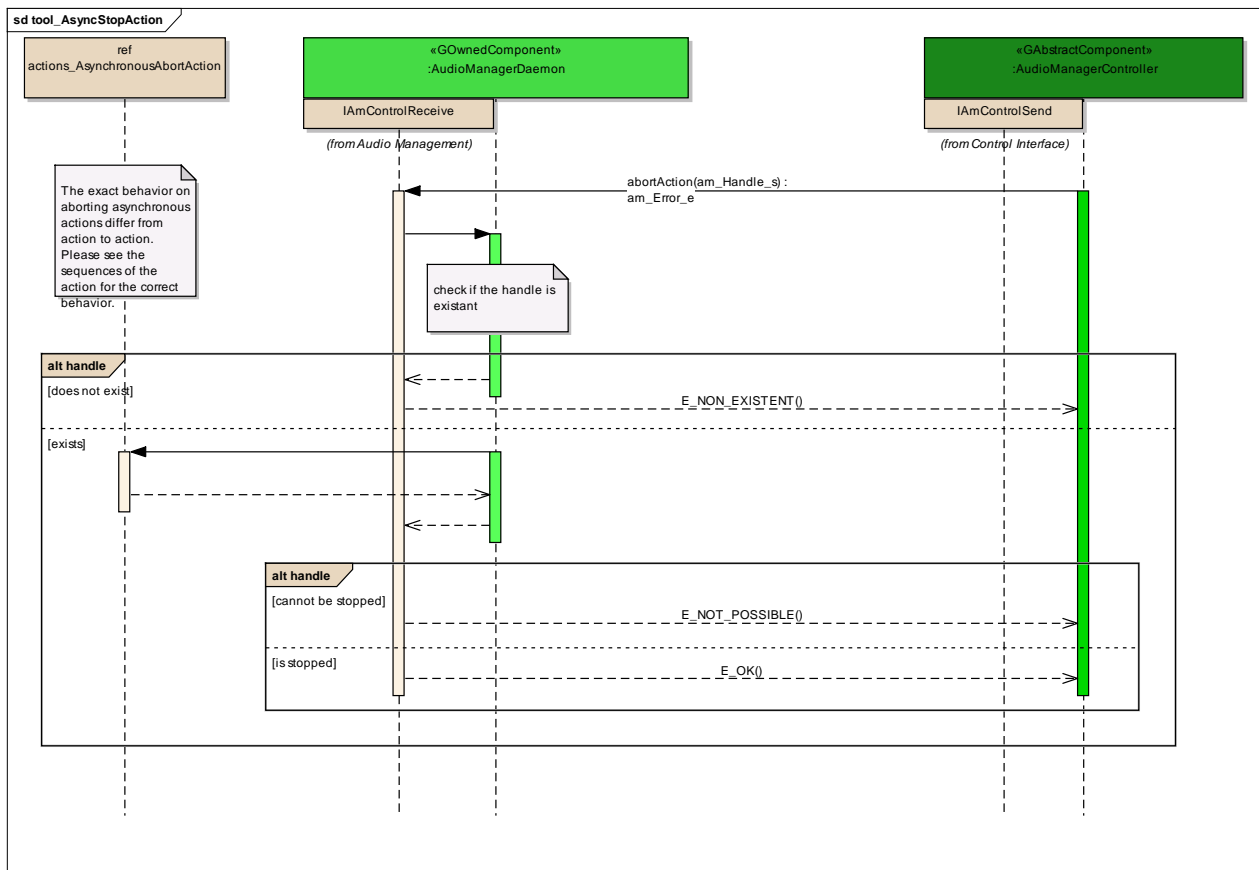 sd tool_AsyncStopAction
ref
actions_AsynchronousAbortAction
«GOwnedComponent»
:AudioManagerDaemon
«GAbstractComponent»
:AudioManagerController
IAmControlReceive
IAmControlSend
(from Audio Management)
(from Control Interface)
The exact behavior on
aborting asynchronous
actions differ from
action to action.
Please see the
sequences of the
action for the correct
behavior.
abortAction(am_Handle_s) :
am_Error_e
check if the handle is
existant
alt handle
[does not exist]
E_NON_EXISTENT()
[exists]
alt handle
[cannot be stopped]
E_NOT_POSSIBLE()
[is stopped]
E_OK()